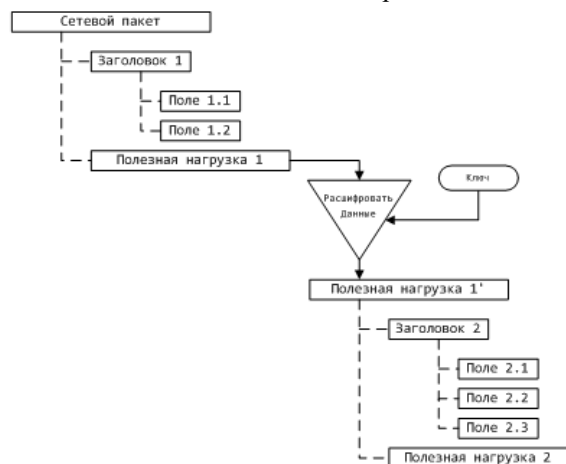 Сетевой пакет
Заголовок 1
Поле 1.1
Поле 1.2
Полезная нагрузка 1
Ключ
Расшифровать
Данные
Полезная нагрузка 1'
Заголовок 2
Поле 2.1
Поле 2.2
Поле 2.3
Полезная нагрузка 2